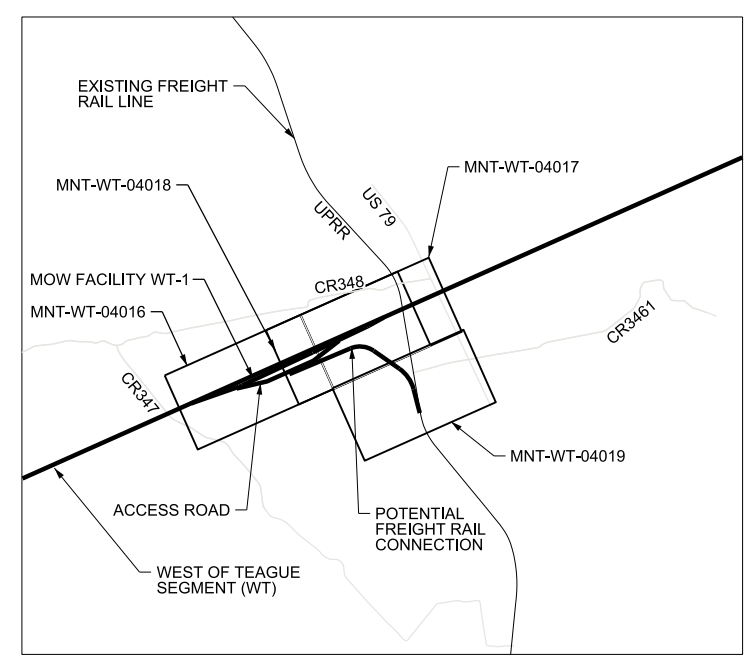 EXISTING FREIGHT
RAIL LINE
MNT-WT-04017
MNT-WT-04018
US 79
UPRR
MOW FACILITY WT-1
CR348
MNT-WT-04016
CR3461
CR347
MNT-WT-04019
ACCESS ROAD
POTENTIAL
FREIGHT RAIL
CONNECTION
WEST OF TEAGUE
SEGMENT (WT)